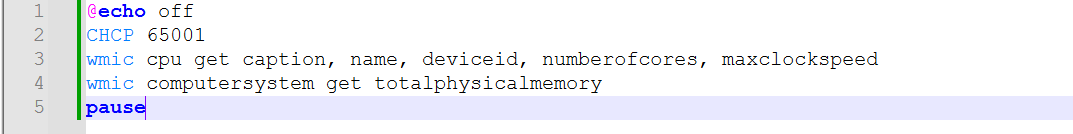 1 @echo off
2 CHCP 65001
3 wmic cpu get caption, name, deviceid, numberofcores, maxclockspeed
4 wmic computersystem get totalphysicalmemory
5 pause